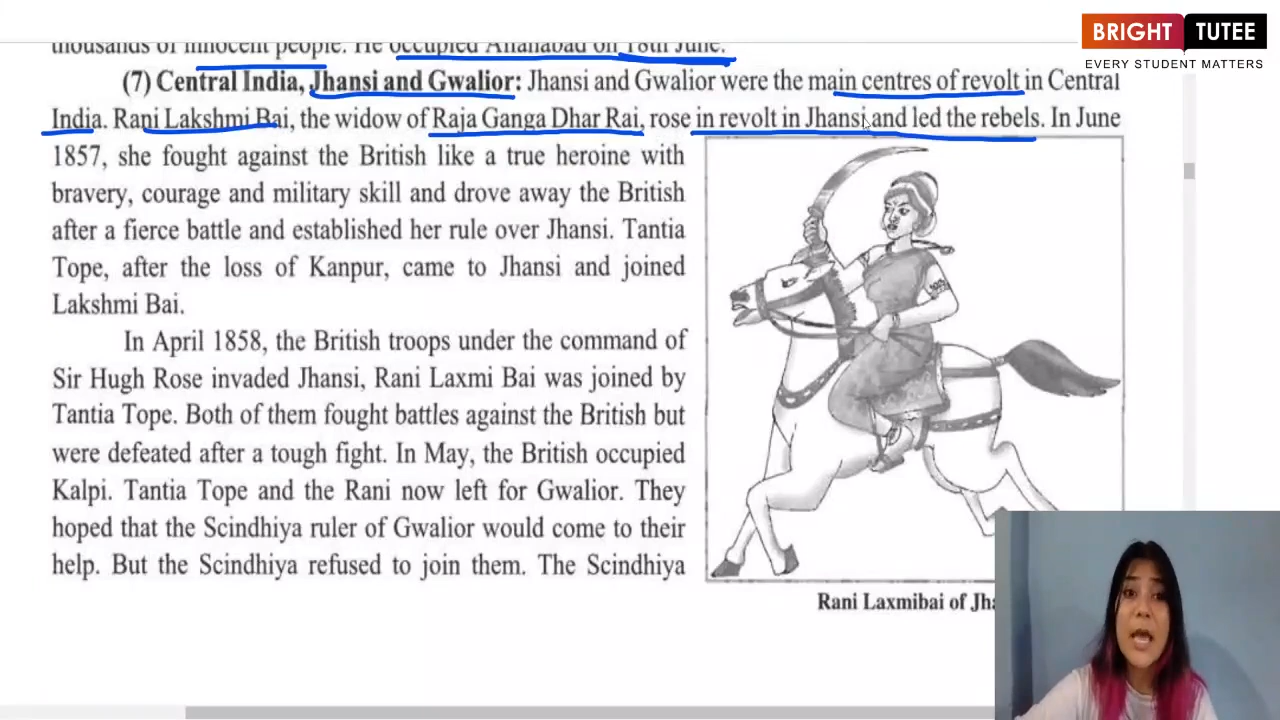 BRIGHT TUTEE
EVERY STUDENT MATTERS
thousands of innocent people. He occupied Allahabad on 18th June.
(7) Central India, Jhansi and Gwalior: Jhansi and Gwalior were the main centres of revolt in Central
India. Rani Lakshmi Bai, the widow of Raja Ganga Dhar Rai, rose in revolt in Jhansi and led the rebels. In June
1857, she fought against the British like a true heroine with
bravery, courage and military skill and drove away the British
after a fierce battle and established her rule over Jhansi. Tantia
Tope, after the loss of Kanpur, came to Jhansi and joined
Lakshmi Bai.
In April 1858, the British troops under the command of
Sir Hugh Rose invaded Jhansi, Rani Laxmi Bai was joined by
Tantia Tope. Both of them fought battles against the British but
were defeated after a tough fight. In May, the British occupied
Kalpi. Tantia Tope and the Rani now left for Gwalior. They
hoped that the Scindhiya ruler of Gwalior would come to their
help. But the Scindhiya refused to join them. The Scindhiya
Rani Laxmibai of